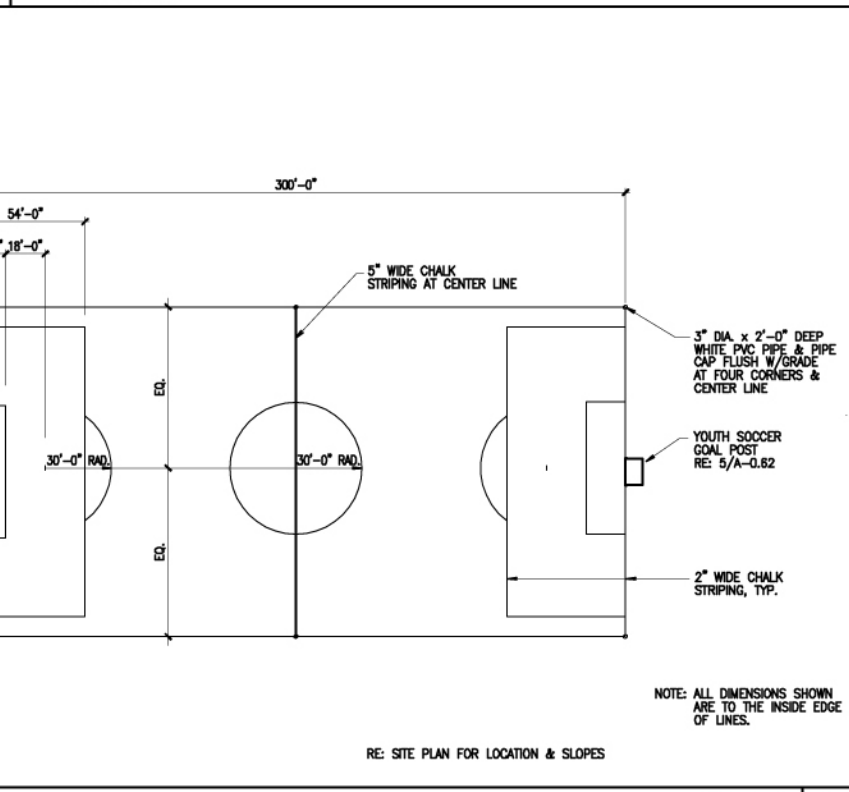 300'-0"
54'-0"
18'-0"
5" WIDE CHALK
STRIPING AT CENTER LINE
3" DIA. x 2'-0" DEEP
WHITE PVC PIPE & PIPE
CAP FLUSH W/GRADE
AT FOUR CORNERS &
CENTER LINE
EQ.
YOUTH SOCCER
GOAL POST
RE: 5/A-0.62
30'-0" RAD.
30'-0" RAD.
EQ.
2" WIDE CHALK
STRIPING, TYP.
NOTE: ALL DIMENSIONS SHOWN
ARE TO THE INSIDE EDGE
OF LINES.
RE: SITE PLAN FOR LOCATION & SLOPES